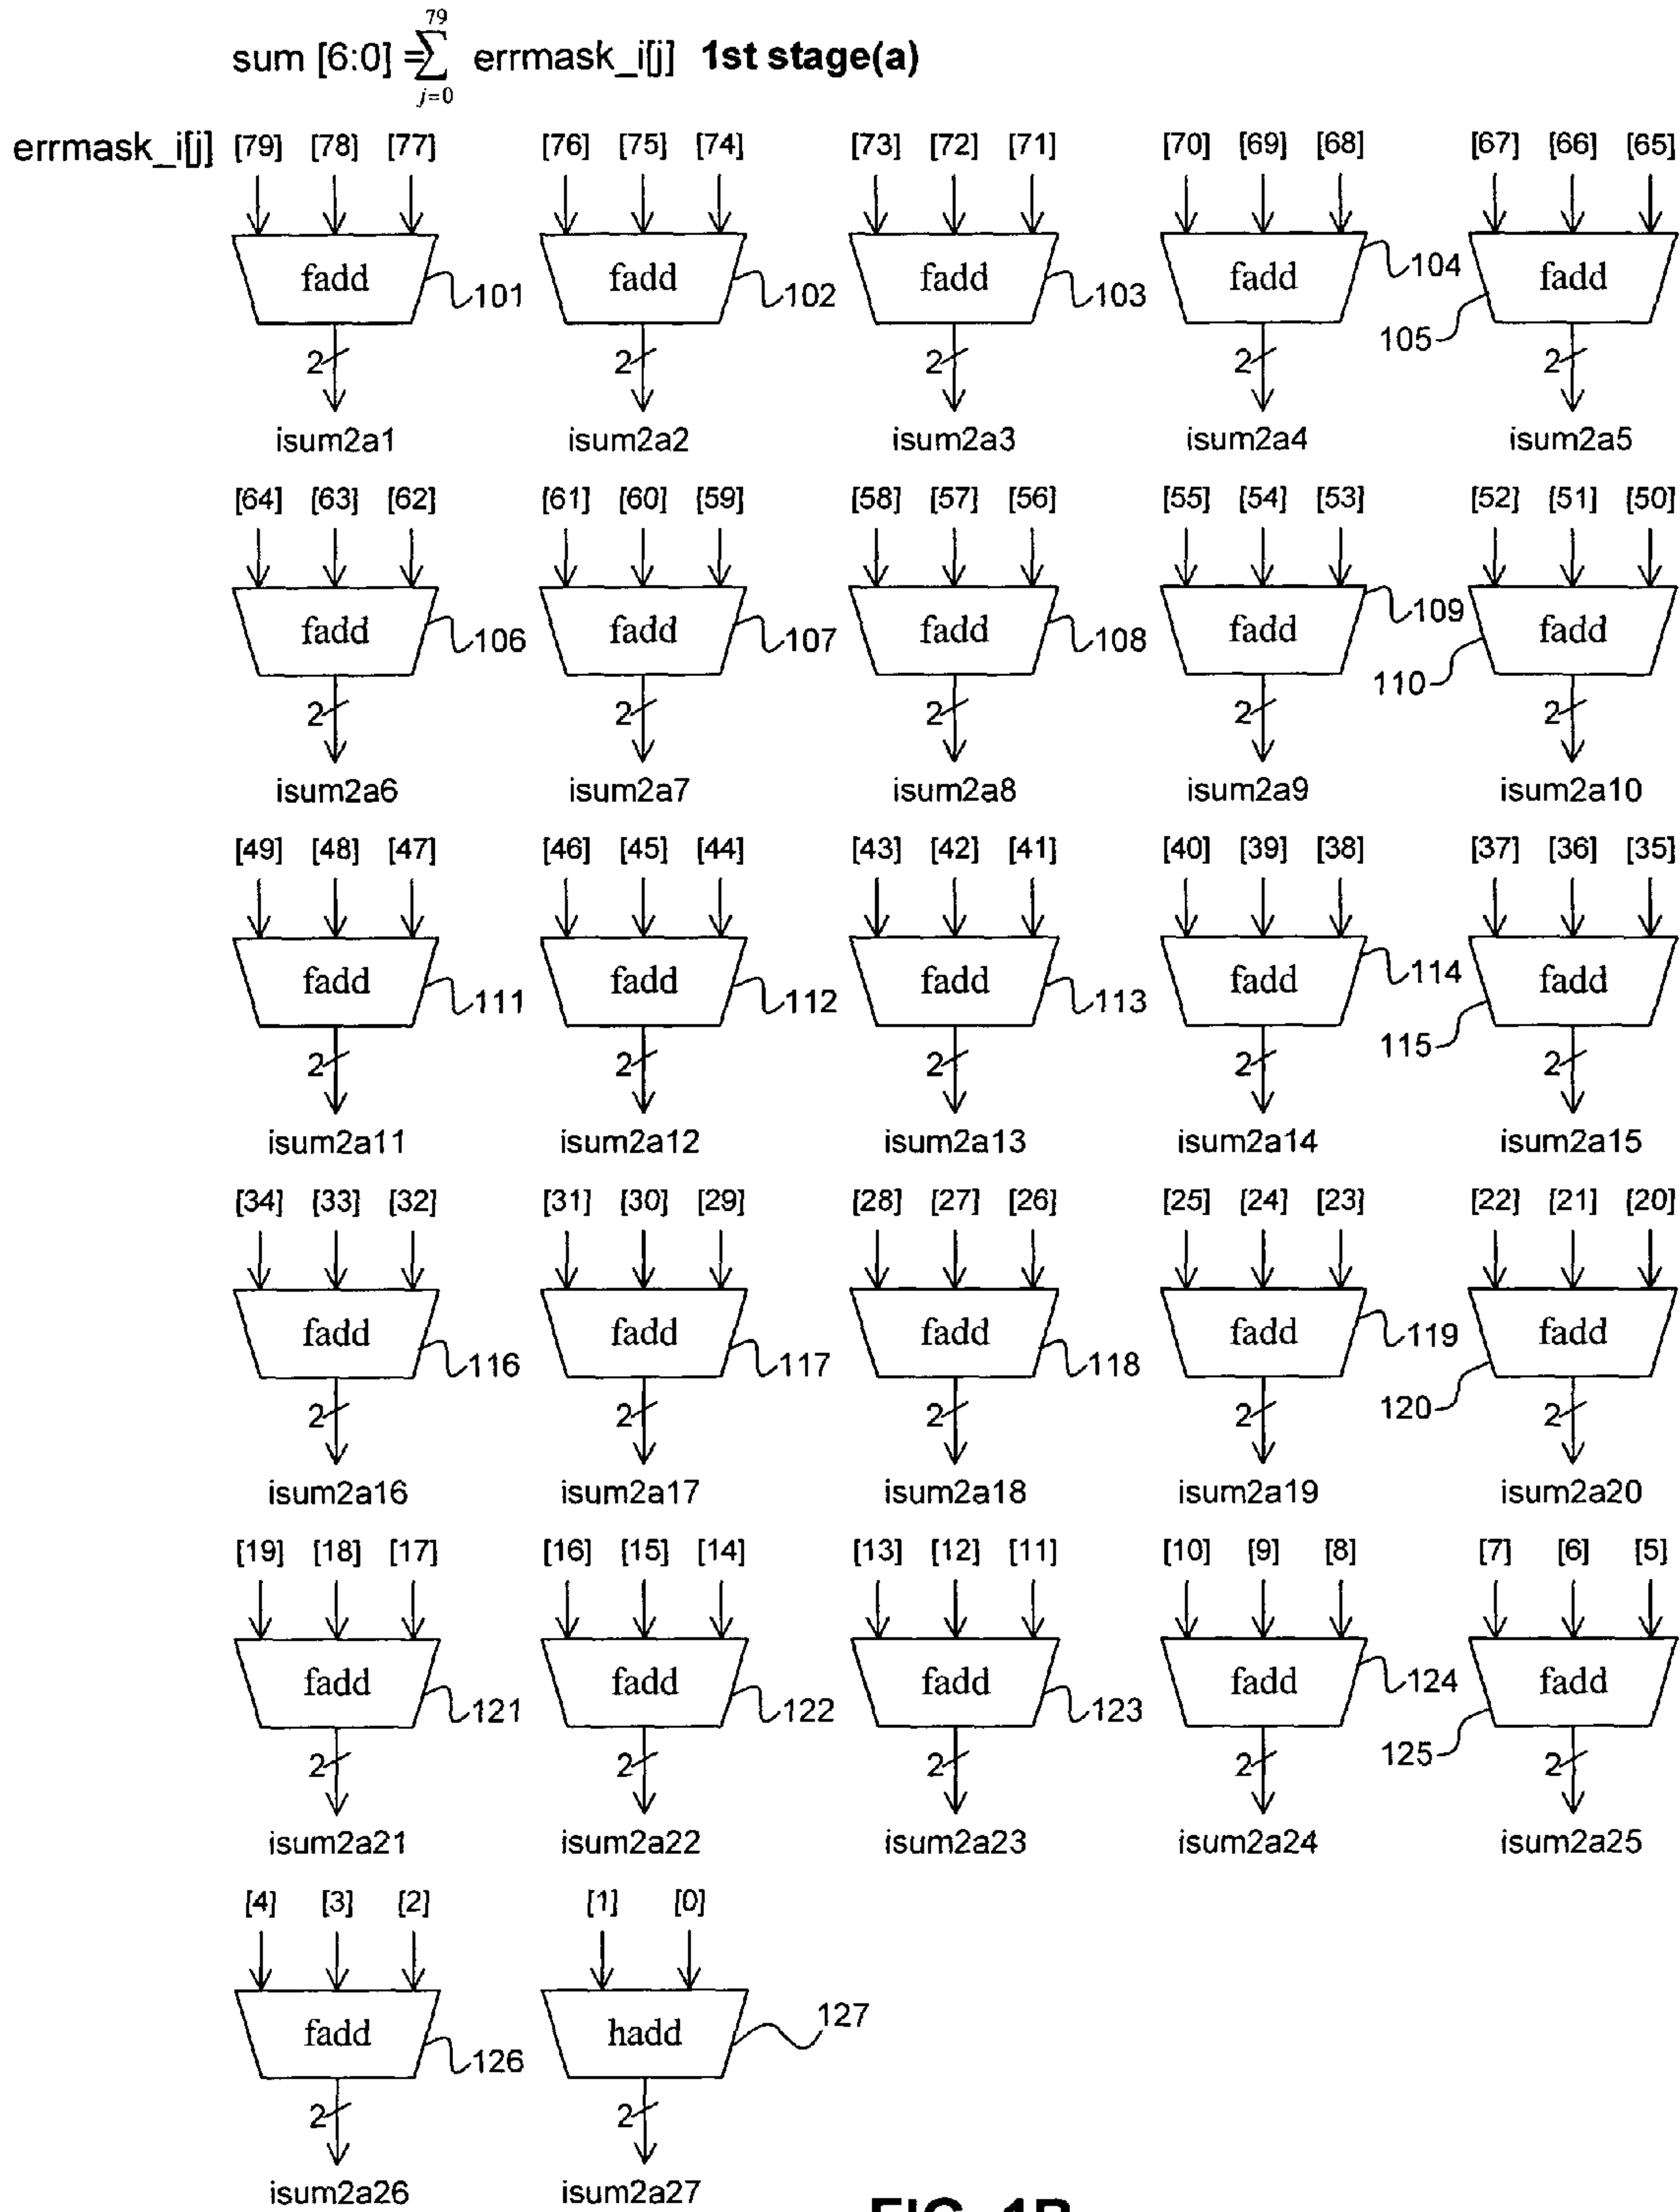 sum [6:0] = 79 ∑ j=0 errmask_i[j] 1st stage(a)
errmask_i[j] [79] [78] [77] [76] [75] [74] [73] [72] [71] [70] [69] [68] [67] [66] [65]
fadd 101 fadd 102 fadd 103 fadd 104 105 fadd
2 2 2 2 2
isum2a1 isum2a2 isum2a3 isum2a4 isum2a5
[64] [63] [62] [61] [60] [59] [58] [57] [56] [55] [54] [53] [52] [51] [50]
fadd 106 fadd 107 fadd 108 fadd 109 110 fadd
2 2 2 2 2
isum2a6 isum2a7 isum2a8 isum2a9 isum2a10
[49] [48] [47] [46] [45] [44] [43] [42] [41] [40] [39] [38] [37] [36] [35]
fadd 111 fadd 112 fadd 113 fadd 114 115 fadd
2 2 2 2 2
isum2a11 isum2a12 isum2a13 isum2a14 isum2a15
[34] [33] [32] [31] [30] [29] [28] [27] [26] [25] [24] [23] [22] [21] [20]
fadd 116 fadd 117 fadd 118 fadd 119 120 fadd
2 2 2 2 2
isum2a16 isum2a17 isum2a18 isum2a19 isum2a20
[19] [18] [17] [16] [15] [14] [13] [12] [11] [10] [9] [8] [7] [6] [5]
fadd 121 fadd 122 fadd 123 fadd 124 125 fadd
2 2 2 2 2
isum2a21 isum2a22 isum2a23 isum2a24 isum2a25
[4] [3] [2] [1] [0]
fadd 126 hadd 127
2 2
isum2a26 isum2a27
FIG. 1B